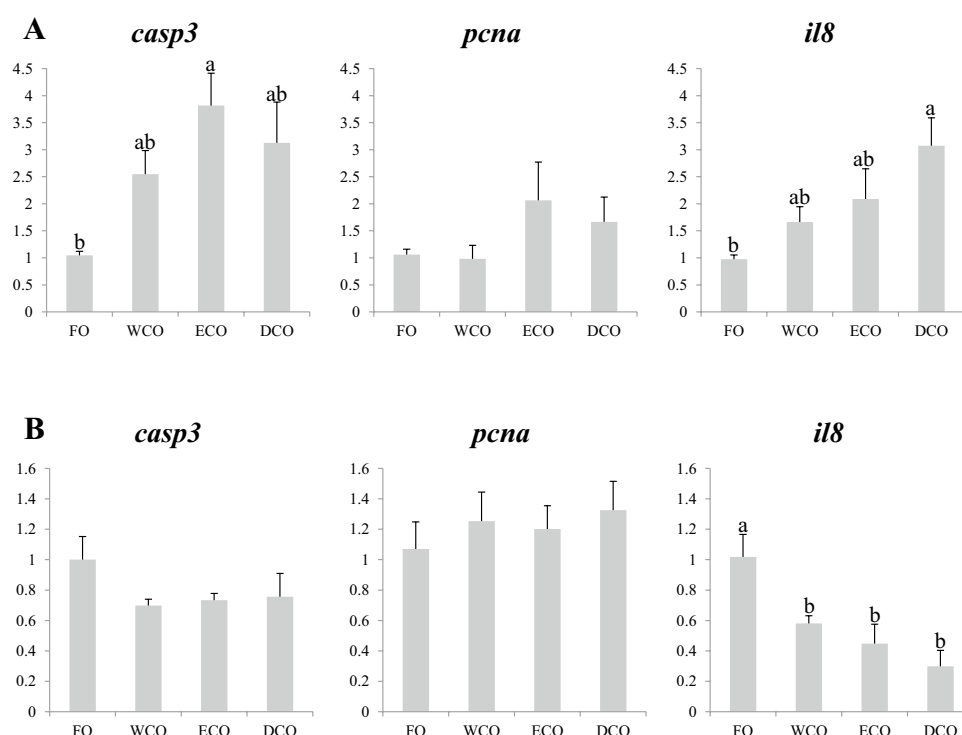 A
casp3
pcna
il8
4.5 4.5 4.5
4 4 4
3.5 3.5 3.5
3 3 3
2.5 2.5 2.5
2 2 2
1.5 1.5 1.5
1 1 1
0.5 0.5 0.5
0 0 0
b ab a ab
b ab ab a
FO WCO ECO DCO
FO WCO ECO DCO
FO WCO ECO DCO
B
casp3
pcna
il8
1.6 1.6 1.6
1.4 1.4 1.4
1.2 1.2 1.2
1 1 1
0.8 0.8 0.8
0.6 0.6 0.6
0.4 0.4 0.4
0.2 0.2 0.2
0 0 0
a b b b
FO WCO ECO DCO
FO WCO ECO DCO
FO WCO ECO DCO